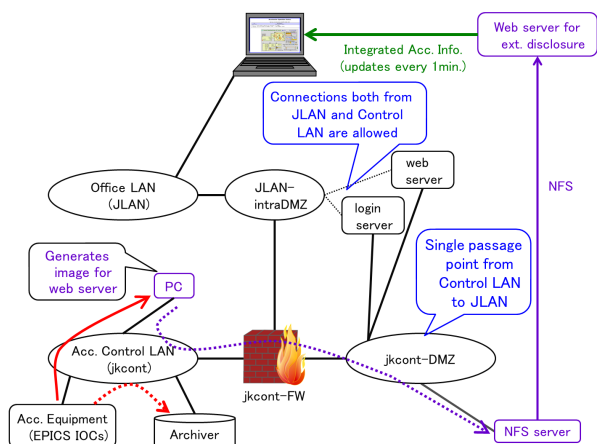 Web server for
ext. disclosure
Integrated Acc. Info.
(updates every 1min.)
Connections both from
JLAN and Control
LAN are allowed
web
server
Office LAN
(JLAN)
JLAN-
intraDMZ
login
server
NFS
Generates
image for
web server
PC
Single passage
point from
Control LAN
to JLAN
Acc. Control LAN
(jkcont)
jkcont-FW
jkcont-DMZ
Acc. Equipment
(EPICS IOCs)
Archiver
NFS server